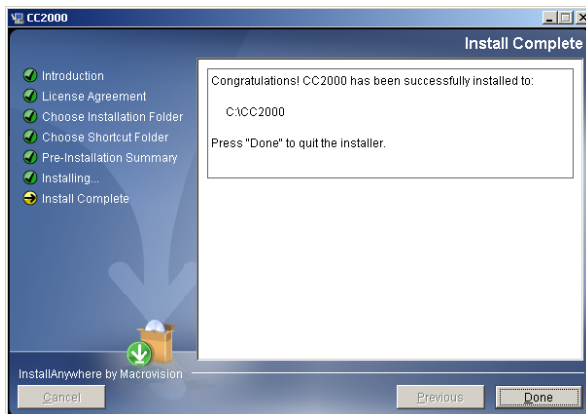 CC2000
Install Complete
Introduction
License Agreement
Choose Installation Folder
Choose Shortcut Folder
Pre-Installation Summary
Installing...
Install Complete
Congratulations! CC2000 has been successfully installed to:
C:\CC2000
Press "Done" to quit the installer.
InstallAnywhere by Macrovision
Cancel
Previous
Done